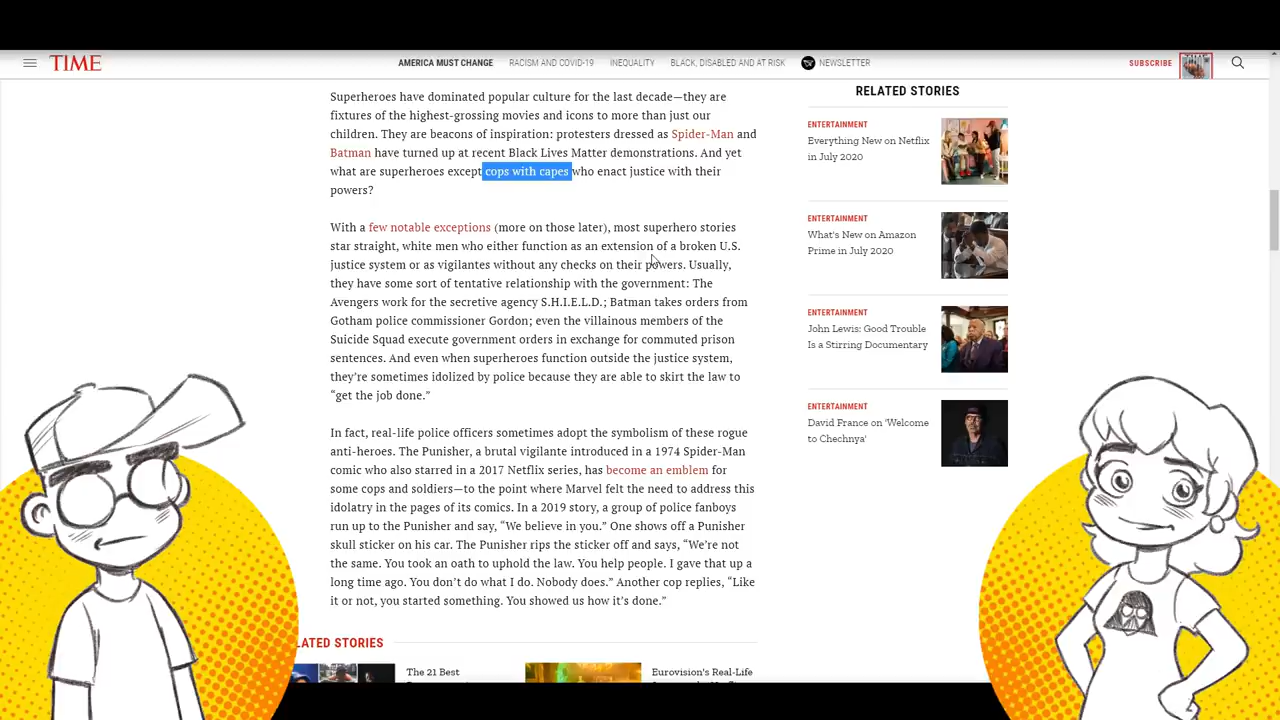 TIME
AMERICA MUST CHANGE
RACISM AND COVID-19
INEQUALITY
BLACK, DISABLED AND AT RISK
NEWSLETTER
SUBSCRIBE
Superheroes have dominated popular culture for the last decade—they are
fixtures of the highest-grossing movies and icons to more than just our
children. They are beacons of inspiration: protesters dressed as Spider-Man and
Batman have turned up at recent Black Lives Matter demonstrations. And yet
what are superheroes except cops with capes who enact justice with their
powers?
With a few notable exceptions (more on those later), most superhero stories
star straight, white men who either function as an extension of a broken U.S.
justice system or as vigilantes without any checks on their powers. Usually,
they have some sort of tentative relationship with the government: The
Avengers work for the secretive agency S.H.I.E.L.D.; Batman takes orders from
Gotham police commissioner Gordon; even the villainous members of the
Suicide Squad execute government orders in exchange for commuted prison
sentences. And even when superheroes function outside the justice system,
they're sometimes idolized by police because they are able to skirt the law to
“get the job done.”
In fact, real-life police officers sometimes adopt the symbolism of these rogue
anti-heroes. The Punisher, a brutal vigilante introduced in a 1974 Spider-Man
comic who also starred in a 2017 Netflix series, has become an emblem for
some cops and soldiers—to the point where Marvel felt the need to address this
idolatry in the pages of its comics. In a 2019 story, a group of police fanboys
run up to the Punisher and say, “We believe in you.” One shows off a Punisher
skull sticker on his car. The Punisher rips the sticker off and says, “We're not
the same. You took an oath to uphold the law. You help people. I gave that up a
long time ago. You don't do what I do. Nobody does.” Another cop replies, “Like
it or not, you started something. You showed us how it's done.”
LATED STORIES
The 21 Best
Eurovision's Real-Life
RELATED STORIES
ENTERTAINMENT
Everything New on Netflix
in July 2020
ENTERTAINMENT
What's New on Amazon
Prime in July 2020
ENTERTAINMENT
John Lewis: Good Trouble
Is a Stirring Documentary
ENTERTAINMENT
David France on 'Welcome
to Chechnya'